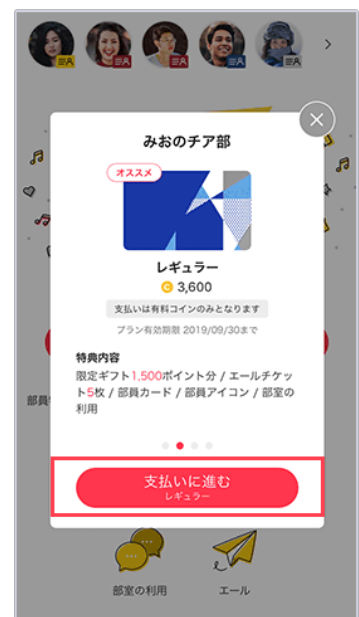 みおのチア部
オススメ
レギュラー
C 3,600
支払いは有料コインのみとなります
プラン有効期限 2019/09/30まで
特典内容
限定ギフト1,500ポイント分 / エールチケッ
ト5枚 / 部員カード / 部員アイコン / 部室の
利用
部員
支払いに進む
レギュラー
部室の利用
エール